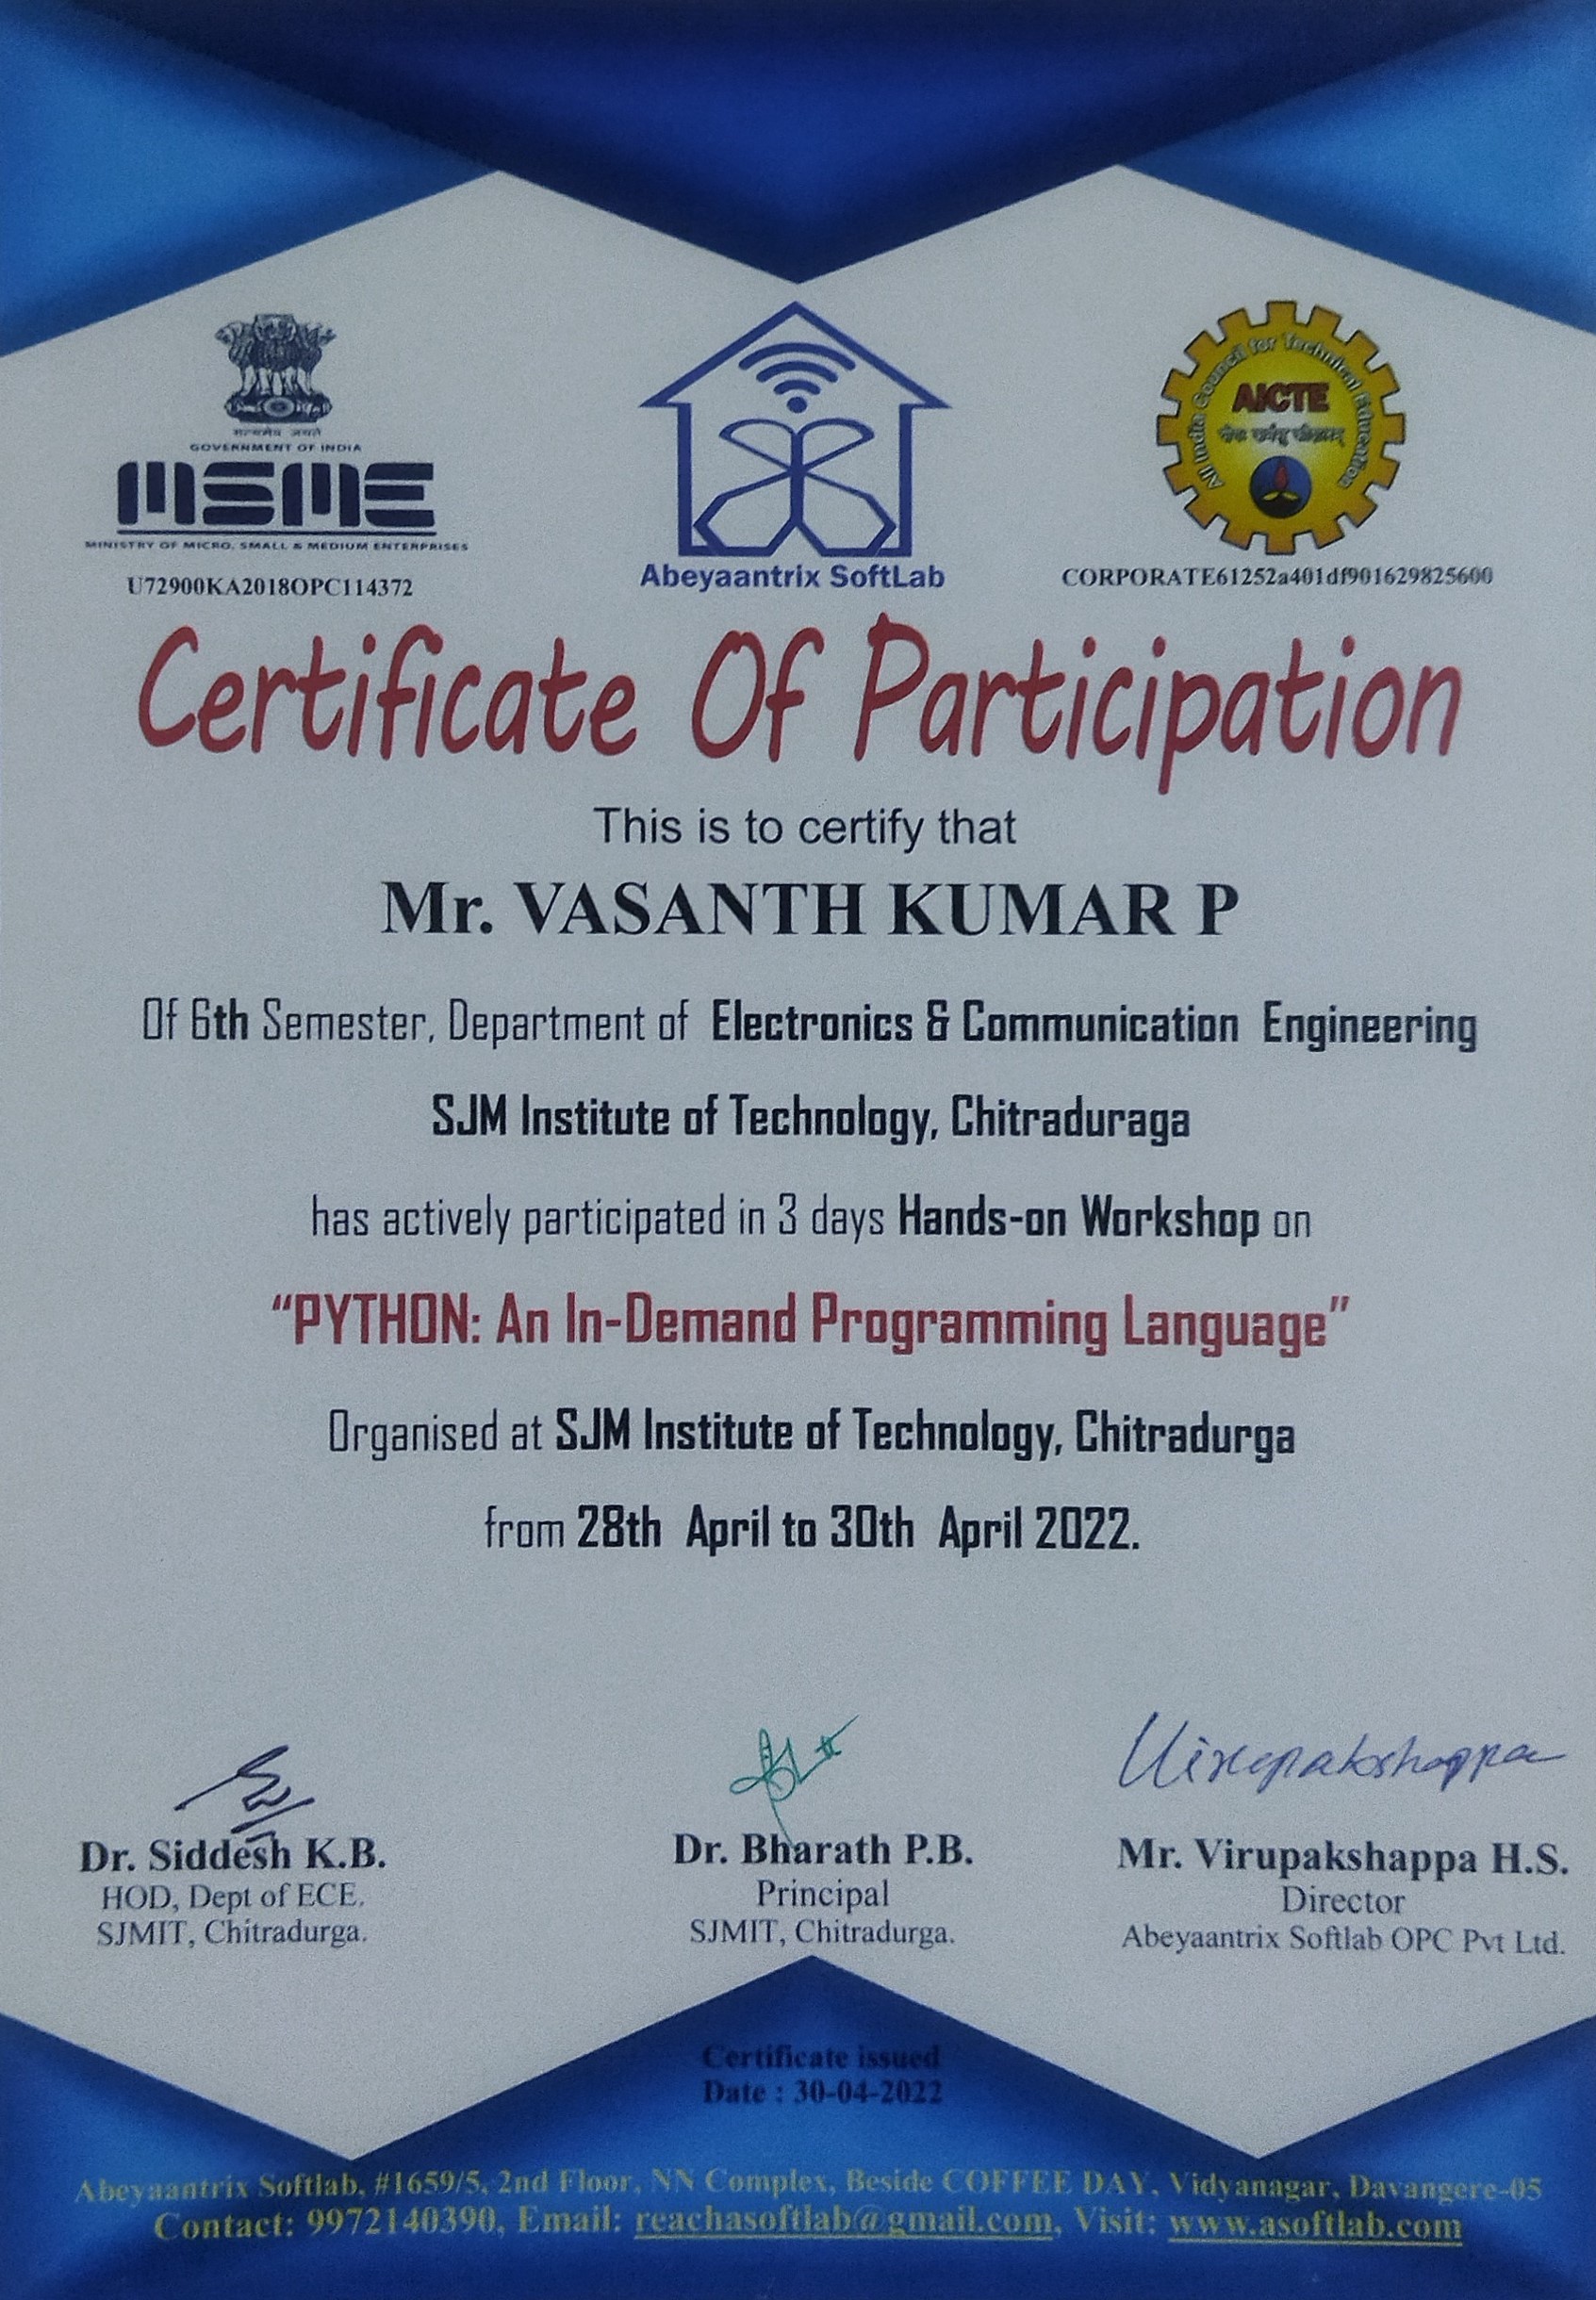 सत्यमेव जयते
GOVERNMENT OF INDIA
MSME
MINISTRY OF MICRO, SMALL & MEDIUM ENTERPRISES
U72900KA2018OPC114372
Abeyaantrix SoftLab
All India Council for Technical Education
AICTE
CORPORATE61252a401df901629825600
Certificate Of Participation
This is to certify that
Mr. VASANTH KUMAR P
Of 6th Semester, Department of Electronics & Communication Engineering
SJM Institute of Technology, Chitraduraga
has actively participated in 3 days Hands-on Workshop on
“PYTHON: An In-Demand Programming Language”
Organised at SJM Institute of Technology, Chitradurga
from 28th April to 30th April 2022.
Virupakshappa
Dr. Siddesh K.B.
HOD, Dept of ECE.
SJMIT, Chitradurga.
Dr. Bharath P.B.
Principal
SJMIT, Chitradurga.
Mr. Virupakshappa H.S.
Director
Abeyaantrix Softlab OPC Pvt Ltd.
Certificate issued
Date : 30-04-2022
Abeyaantrix Softlab, #1659/5, 2nd Floor, NN Complex, Beside COFFEE DAY, Vidyanagar, Davangere-05
Contact: 9972140390, Email: reachasoftlab@gmail.com, Visit: www.asoftlab.com